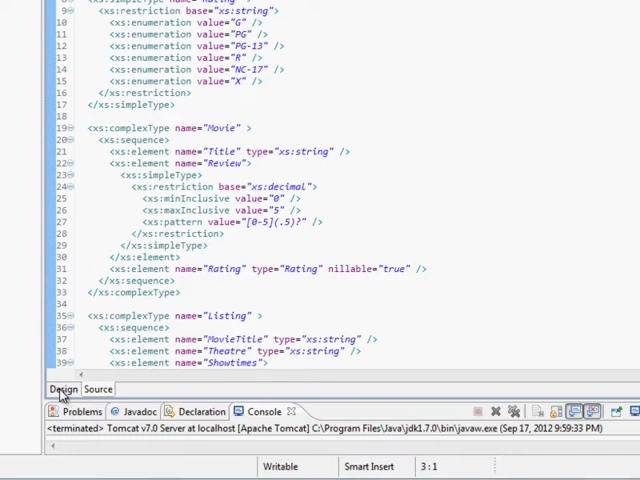 9 <xs:restriction base="xs:string">
10 <xs:enumeration value="G" />
11 <xs:enumeration value="PG" />
12 <xs:enumeration value="PG-13" />
13 <xs:enumeration value="R" />
14 <xs:enumeration value="NC-17" />
15 <xs:enumeration value="X" />
16 </xs:restriction>
17 </xs:simpleType>
18
19 <xs:complexType name="Movie" >
20 <xs:sequence>
21 <xs:element name="Title" type="xs:string" />
22 <xs:element name="Review">
23 <xs:simpleType>
24 <xs:restriction base="xs:decimal">
25 <xs:minInclusive value="0" />
26 <xs:maxInclusive value="5" />
27 <xs:pattern value="[0-5](.5)?" />
28 </xs:restriction>
29 </xs:simpleType>
30 </xs:element>
31 <xs:element name="Rating" type="Rating" nillable="true" />
32 </xs:sequence>
33 </xs:complexType>
34
35 <xs:complexType name="Listing" >
36 <xs:sequence>
37 <xs:element name="MovieTitle" type="xs:string" />
38 <xs:element name="Theatre" type="xs:string" />
39 <xs:element name="Showtimes">
Design Source
Problems Javadoc Declaration Console
<terminated> Tomcat v7.0 Server at localhost [Apache Tomcat] C:\Program Files\Java\jdk1.7.0\bin\javaw.exe (Sep 17, 2012 9:59:33 PM)
Writable Smart Insert 3 : 1